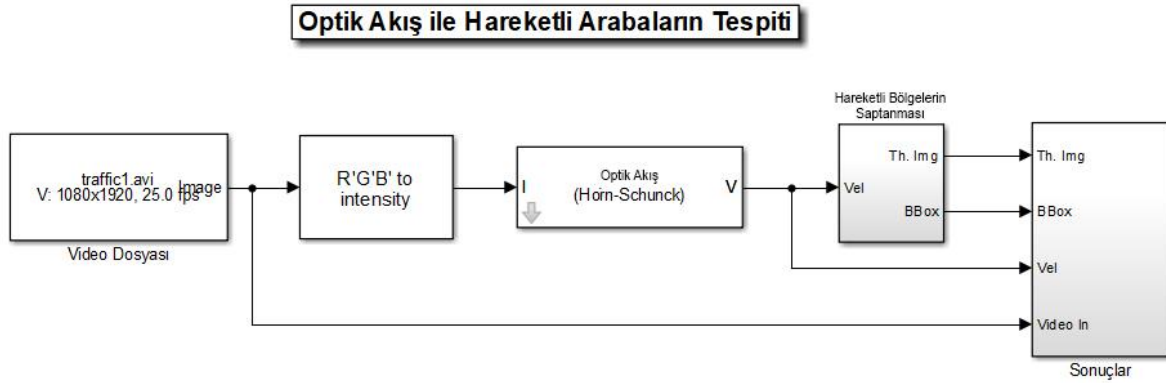 Optik Akış ile Hareketli Arabaların Tespiti
traffic1.avi
V: 1080x1920, 25.0 fps
Image
Video Dosyası
R'G'B' to
intensity
I
Optik Akış
(Horn-Schunck)
V
Hareketli Bölgelerin
Saptanması
Vel
Th. Img
BBox
Th. Img
BBox
Vel
Video In
Sonuçlar